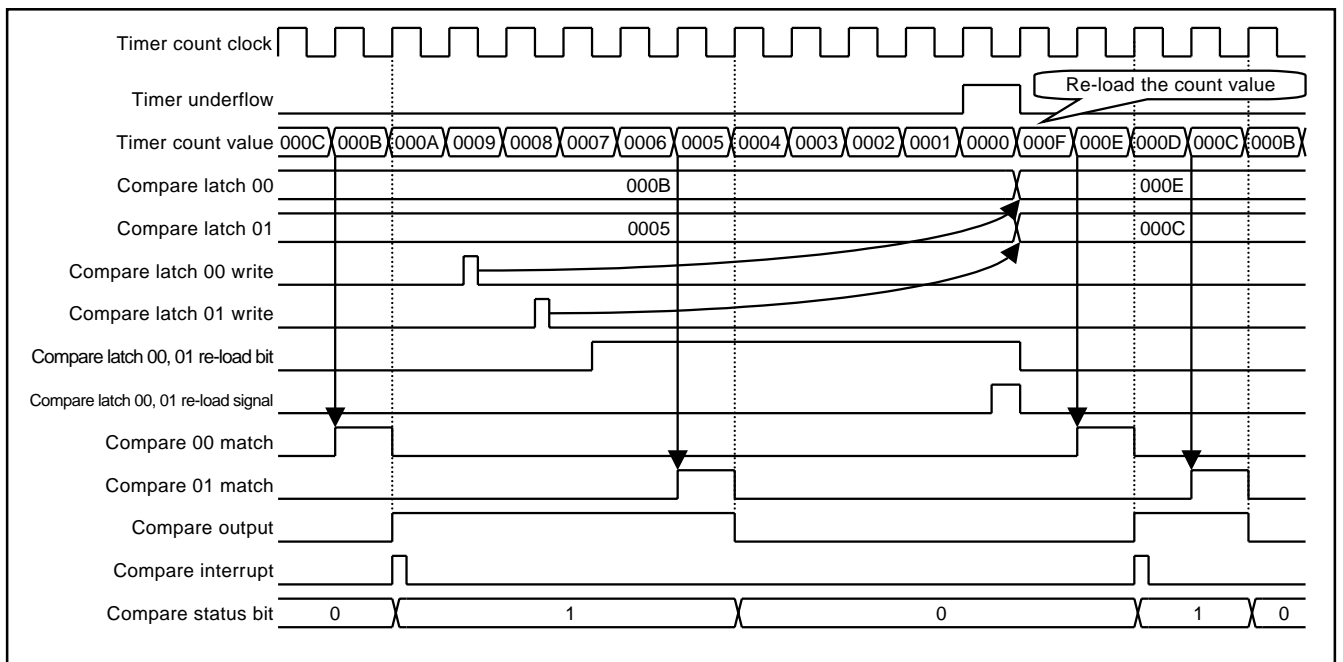 Timer count clock
Re-load the count value
Timer underflow
Timer count value 000C 000B 000A 0009 0008 0007 0006 0005 0004 0003 0002 0001 0000 000F 000E 000D 000C 000B
Compare latch 00 000B 000E
Compare latch 01 0005 000C
Compare latch 00 write
Compare latch 01 write
Compare latch 00, 01 re-load bit
Compare latch 00, 01 re-load signal
Compare 00 match
Compare 01 match
Compare output
Compare interrupt
Compare status bit 0 1 0 1 0